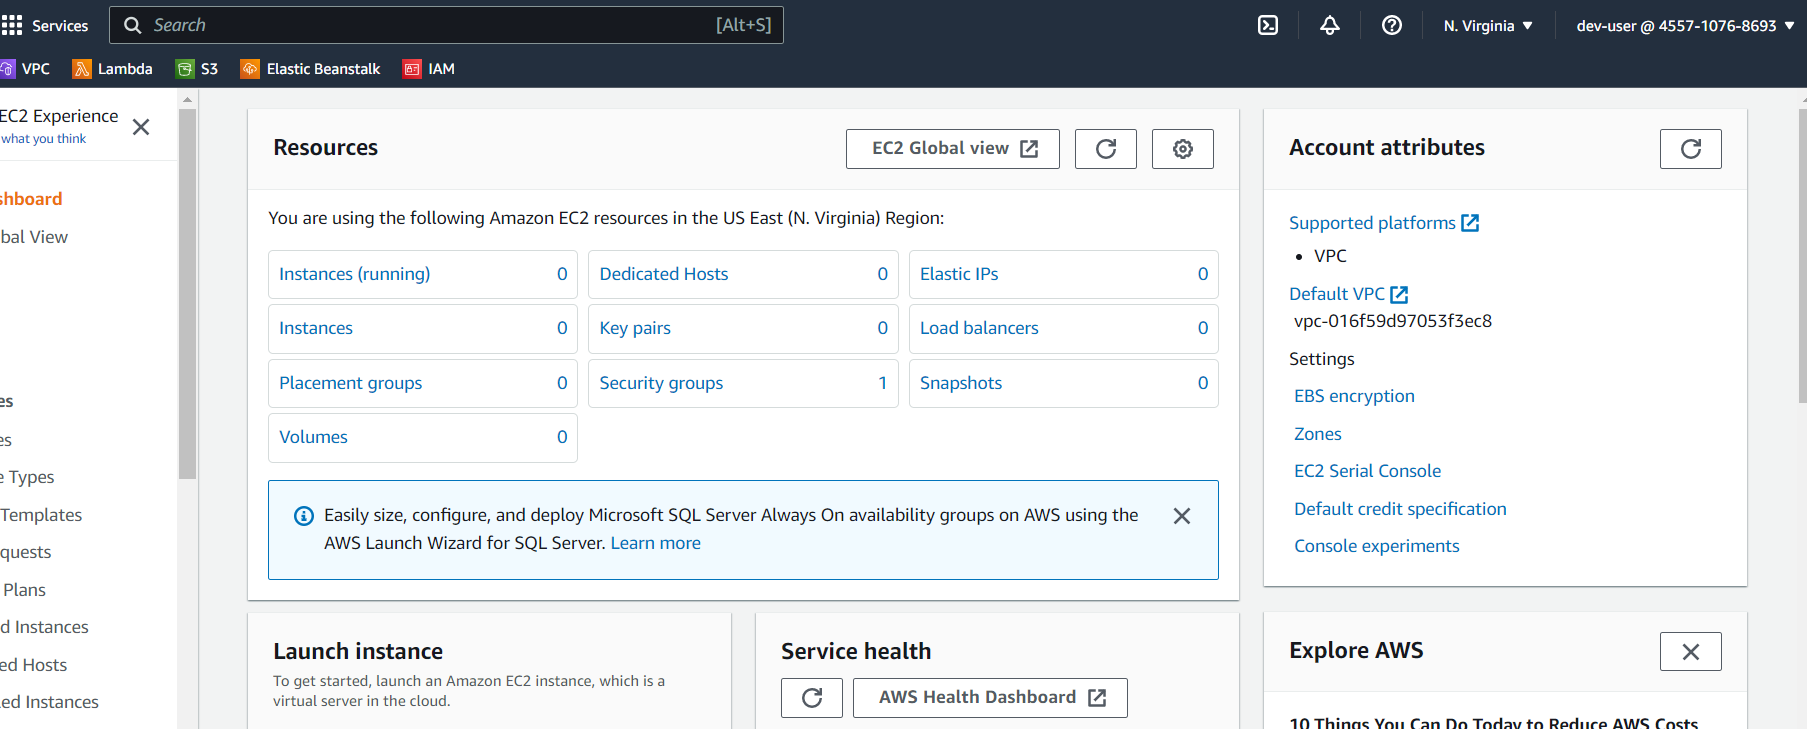 Services
Search [Alt+S]
N. Virginia
dev-user @ 4557-1076-8693
VPC
Lambda
S3
Elastic Beanstalk
IAM
EC2 Experience
what you think
shboard
bal View
es
es
e Types
Templates
quests
Plans
d Instances
ed Hosts
ed Instances
Resources
EC2 Global view
You are using the following Amazon EC2 resources in the US East (N. Virginia) Region:
Instances (running) 0
Dedicated Hosts 0
Elastic IPs 0
Instances 0
Key pairs 0
Load balancers 0
Placement groups 0
Security groups 1
Snapshots 0
Volumes 0
Easily size, configure, and deploy Microsoft SQL Server Always On availability groups on AWS using the
AWS Launch Wizard for SQL Server. Learn more
Launch instance
To get started, launch an Amazon EC2 instance, which is a
virtual server in the cloud.
Service health
AWS Health Dashboard
Account attributes
Supported platforms
• VPC
Default VPC
vpc-016f59d97053f3ec8
Settings
EBS encryption
Zones
EC2 Serial Console
Default credit specification
Console experiments
Explore AWS
10 Things You Can Do Today to Reduce AWS Costs